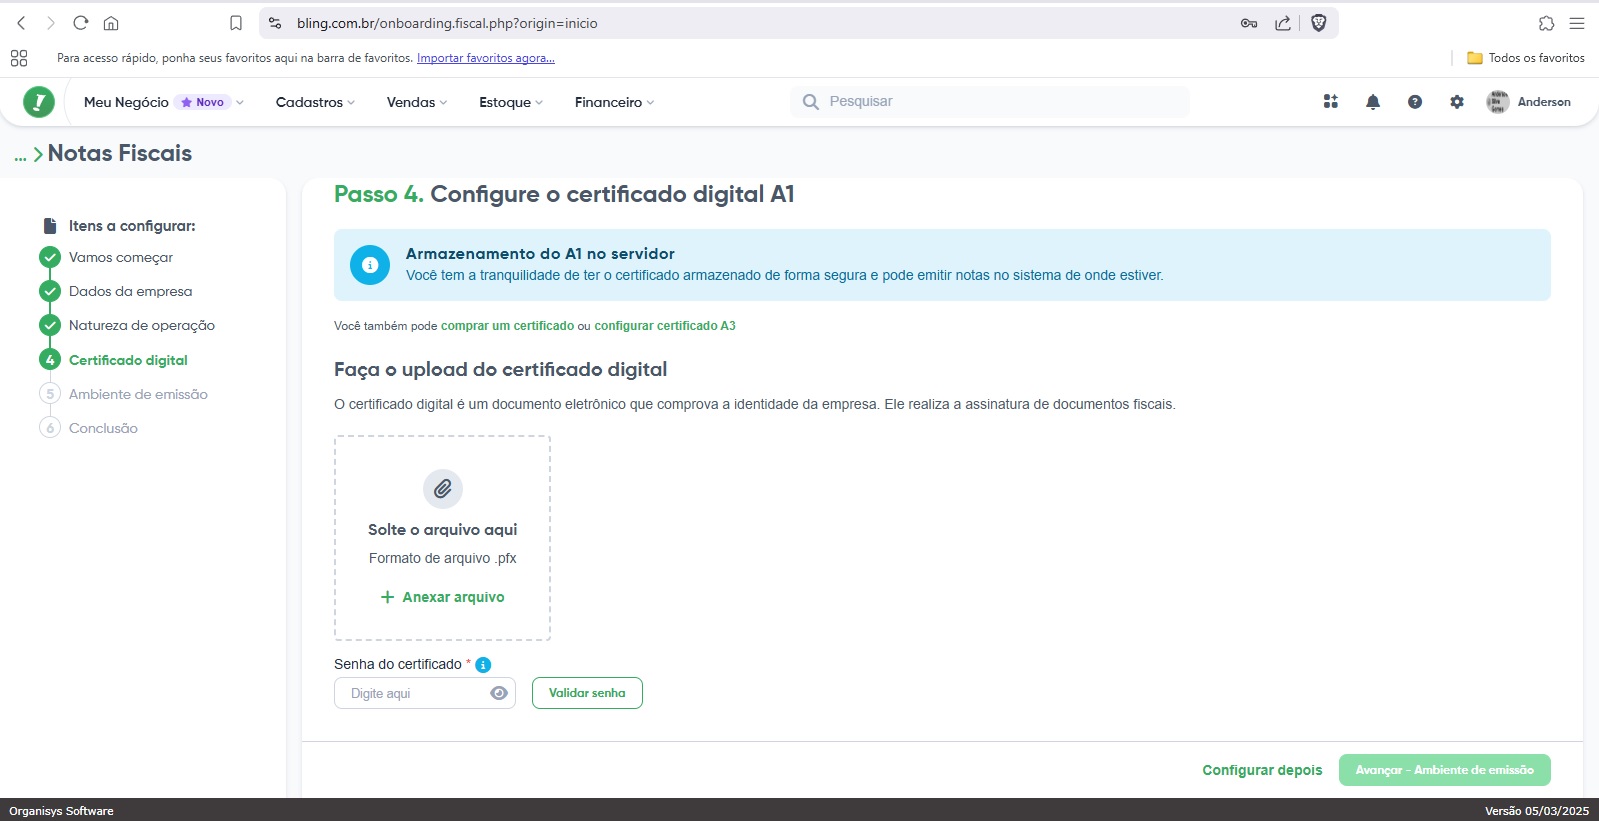 bling.com.br/onboarding.fiscal.php?origin=inicio
Para acesso rápido, ponha seus favoritos aqui na barra de favoritos. Importar favoritos agora...
Todos os favoritos
Meu Negócio Novo Cadastros Vendas Estoque Financeiro Pesquisar Anderson
... Notas Fiscais
Itens a configurar:
Vamos começar
Dados da empresa
Natureza de operação
4 Certificado digital
5 Ambiente de emissão
6 Conclusão
Passo 4. Configure o certificado digital A1
Armazenamento do A1 no servidor
Você tem a tranquilidade de ter o certificado armazenado de forma segura e pode emitir notas no sistema de onde estiver.
Você também pode comprar um certificado ou configurar certificado A3
Faça o upload do certificado digital
O certificado digital é um documento eletrônico que comprova a identidade da empresa. Ele realiza a assinatura de documentos fiscais.
Solte o arquivo aqui
Formato de arquivo .pfx
+ Anexar arquivo
Senha do certificado *
Digite aqui
Validar senha
Configurar depois
Avançar - Ambiente de emissão
Organisys Software
Versão 05/03/2025